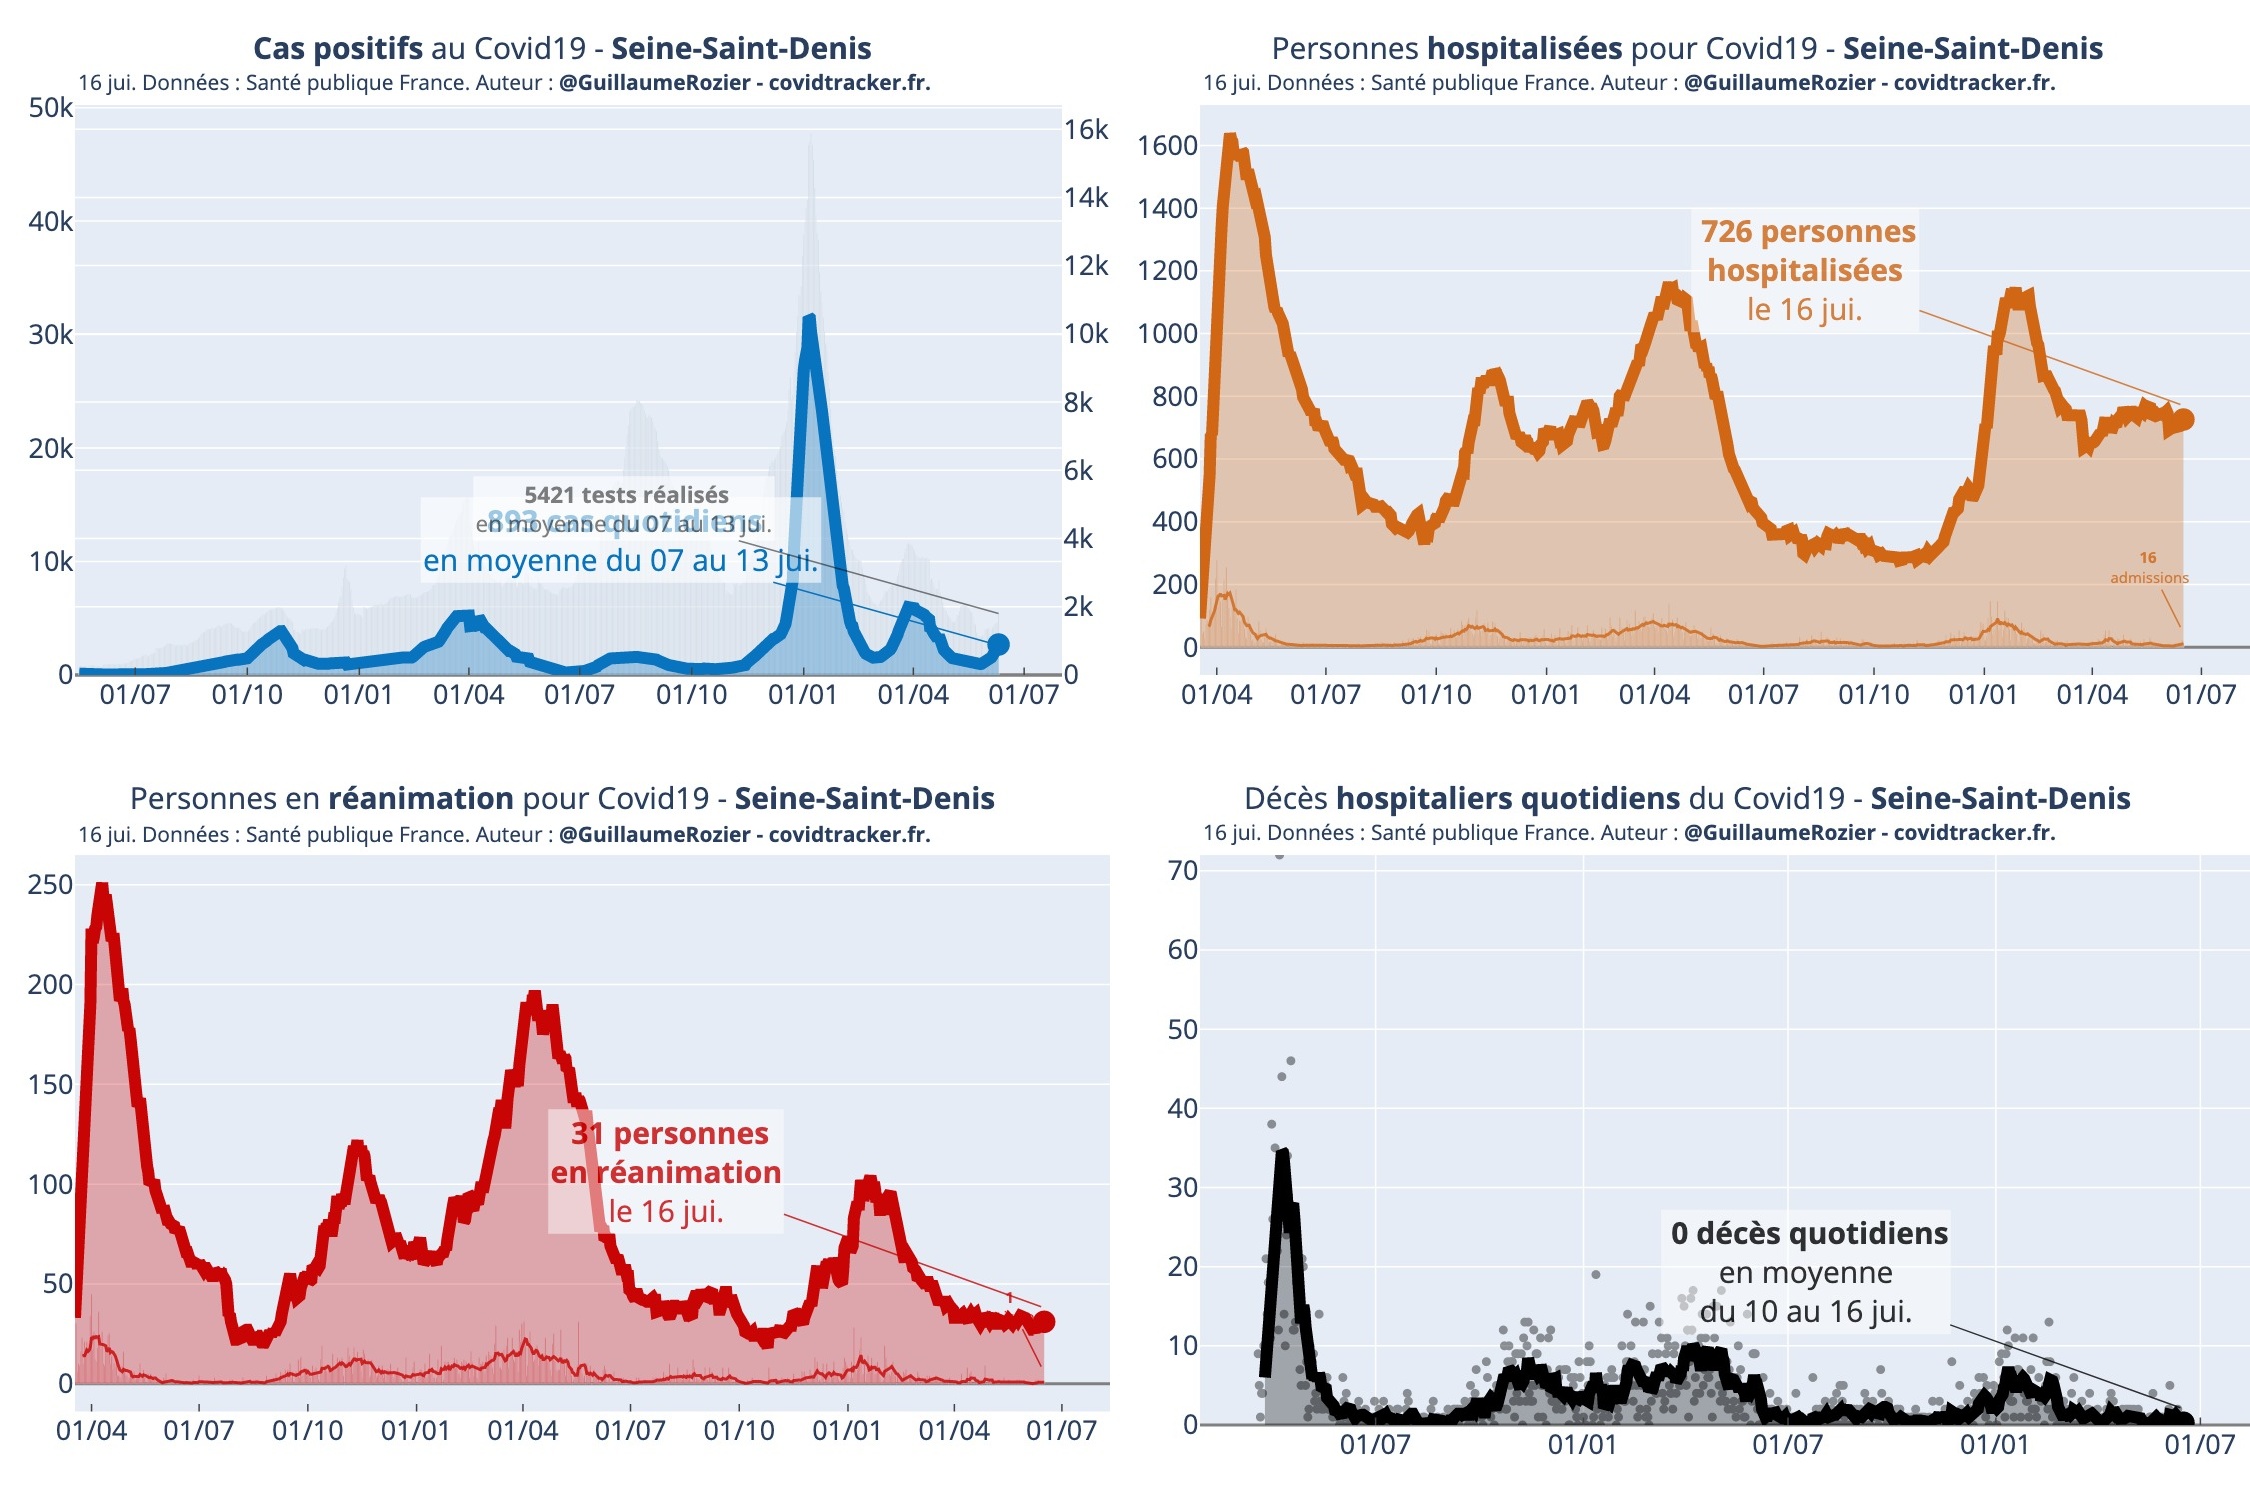 Cas positifs au Covid19 - Seine-Saint-Denis
16 jui. Données : Santé publique France. Auteur : @GuillaumeRozier - covidtracker.fr.
50k
40k
30k
20k
10k
0
16k
14k
12k
10k
8k
6k
4k
2k
0
5421 tests réalisés
en moyenne du 07 au 13 jui.
893 cas quotidiens
en moyenne du 07 au 13 jui.
01/07 01/10 01/01 01/04 01/07 01/10 01/01 01/04 01/07
Personnes hospitalisées pour Covid19 - Seine-Saint-Denis
16 jui. Données : Santé publique France. Auteur : @GuillaumeRozier - covidtracker.fr.
1600
1400
1200
1000
800
600
400
200
0
726 personnes
hospitalisées
le 16 jui.
16
admissions
01/04 01/07 01/10 01/01 01/04 01/07 01/10 01/01 01/04 01/07
Personnes en réanimation pour Covid19 - Seine-Saint-Denis
16 jui. Données : Santé publique France. Auteur : @GuillaumeRozier - covidtracker.fr.
250
200
150
100
50
0
31 personnes
en réanimation
le 16 jui.
1
01/04 01/07 01/10 01/01 01/04 01/07 01/10 01/01 01/04 01/07
Décès hospitaliers quotidiens du Covid19 - Seine-Saint-Denis
16 jui. Données : Santé publique France. Auteur : @GuillaumeRozier - covidtracker.fr.
70
60
50
40
30
20
10
0
0 décès quotidiens
en moyenne
du 10 au 16 jui.
01/07 01/01 01/07 01/01 01/07